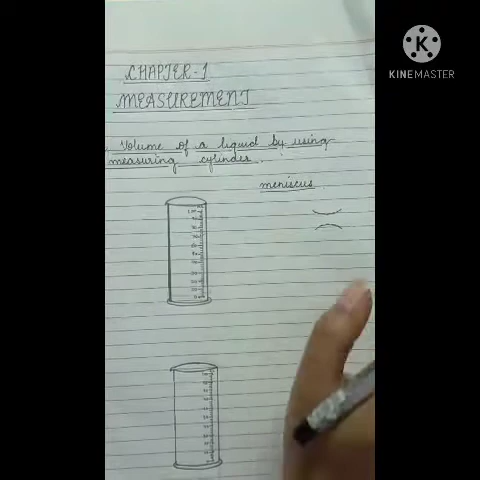 CHAPTER-1
MEASUREMENT
Volume of a liquid by using
measuring cylinder.
meniscus
K
KINEMASTER